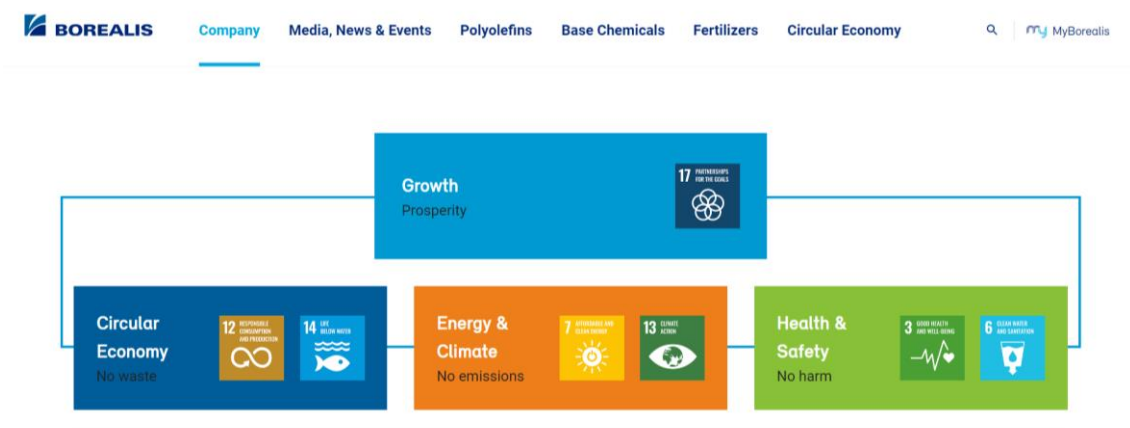 BOREALIS
Company
Media, News & Events
Polyolefins
Base Chemicals
Fertilizers
Circular Economy
my MyBorealis
Growth
Prosperity
17 PARTNERSHIPS
FOR THE GOALS
Circular
Economy
No waste
12 RESPONSIBLE
CONSUMPTION
AND PRODUCTION
14 LIFE
BELOW WATER
Energy &
Climate
No emissions
7 AFFORDABLE AND
CLEAN ENERGY
13 CLIMATE
ACTION
Health &
Safety
No harm
3 GOOD HEALTH
AND WELL-BEING
6 CLEAN WATER
AND SANITATION